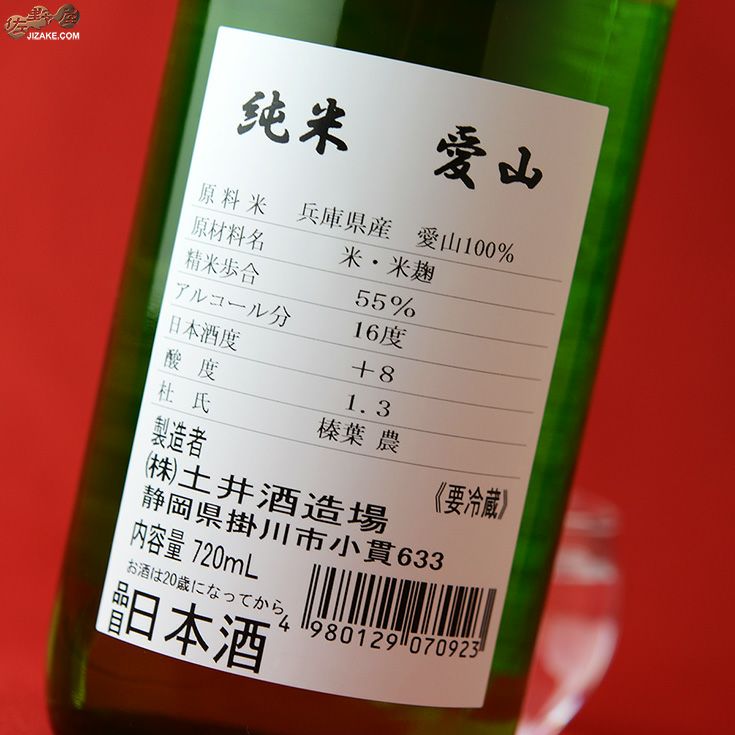 佐野屋
JIZAKE.COM
純米 愛山
原料米 兵庫県産 愛山100%
原材料名 米・米麹
精米歩合 55%
アルコール分 16度
日本酒度 +8
酸度 1.3
杜氏 榛葉 農
製造者
(株)土井酒造場
《要冷蔵》
静岡県掛川市小貫633
内容量 720mL
お酒は20歳になってから
品目 日本酒
4 980129 070923